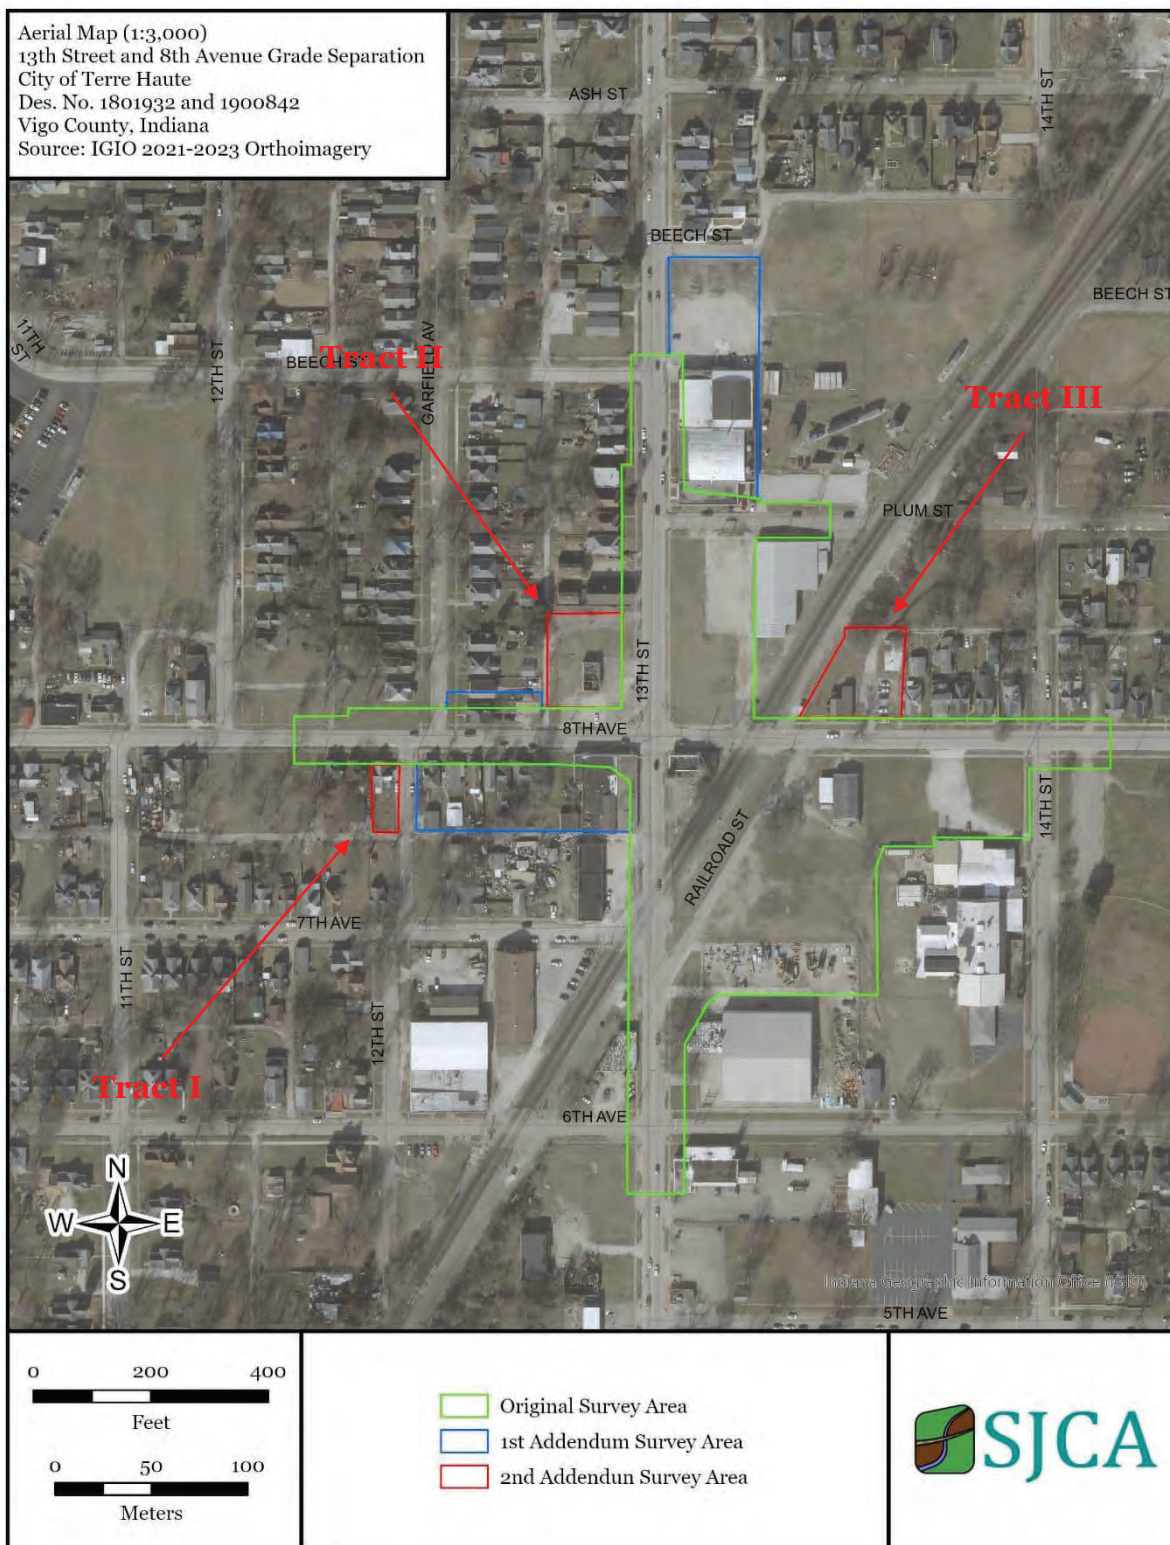 Aerial Map (1:3,000)
13th Street and 8th Avenue Grade Separation
City of Terre Haute
Des. No. 1801932 and 1900842
Vigo County, Indiana
Source: IGIO 2021-2023 Orthoimagery
ASH ST
14TH ST
BEECH ST
BEECH ST
11TH ST
12TH ST
BEECH ST
Tract II
GARFIELD AV
Tract III
PLUM ST
13TH ST
8TH AVE
14TH ST
RAILROAD ST
7TH AVE
11TH ST
12TH ST
Tract I
6TH AVE
N
W
E
S
Indiana Geographic Information Office (IGIO)
5TH AVE
0 200 400
Feet
0 50 100
Meters
Original Survey Area
1st Addendum Survey Area
2nd Addendun Survey Area
SJCA